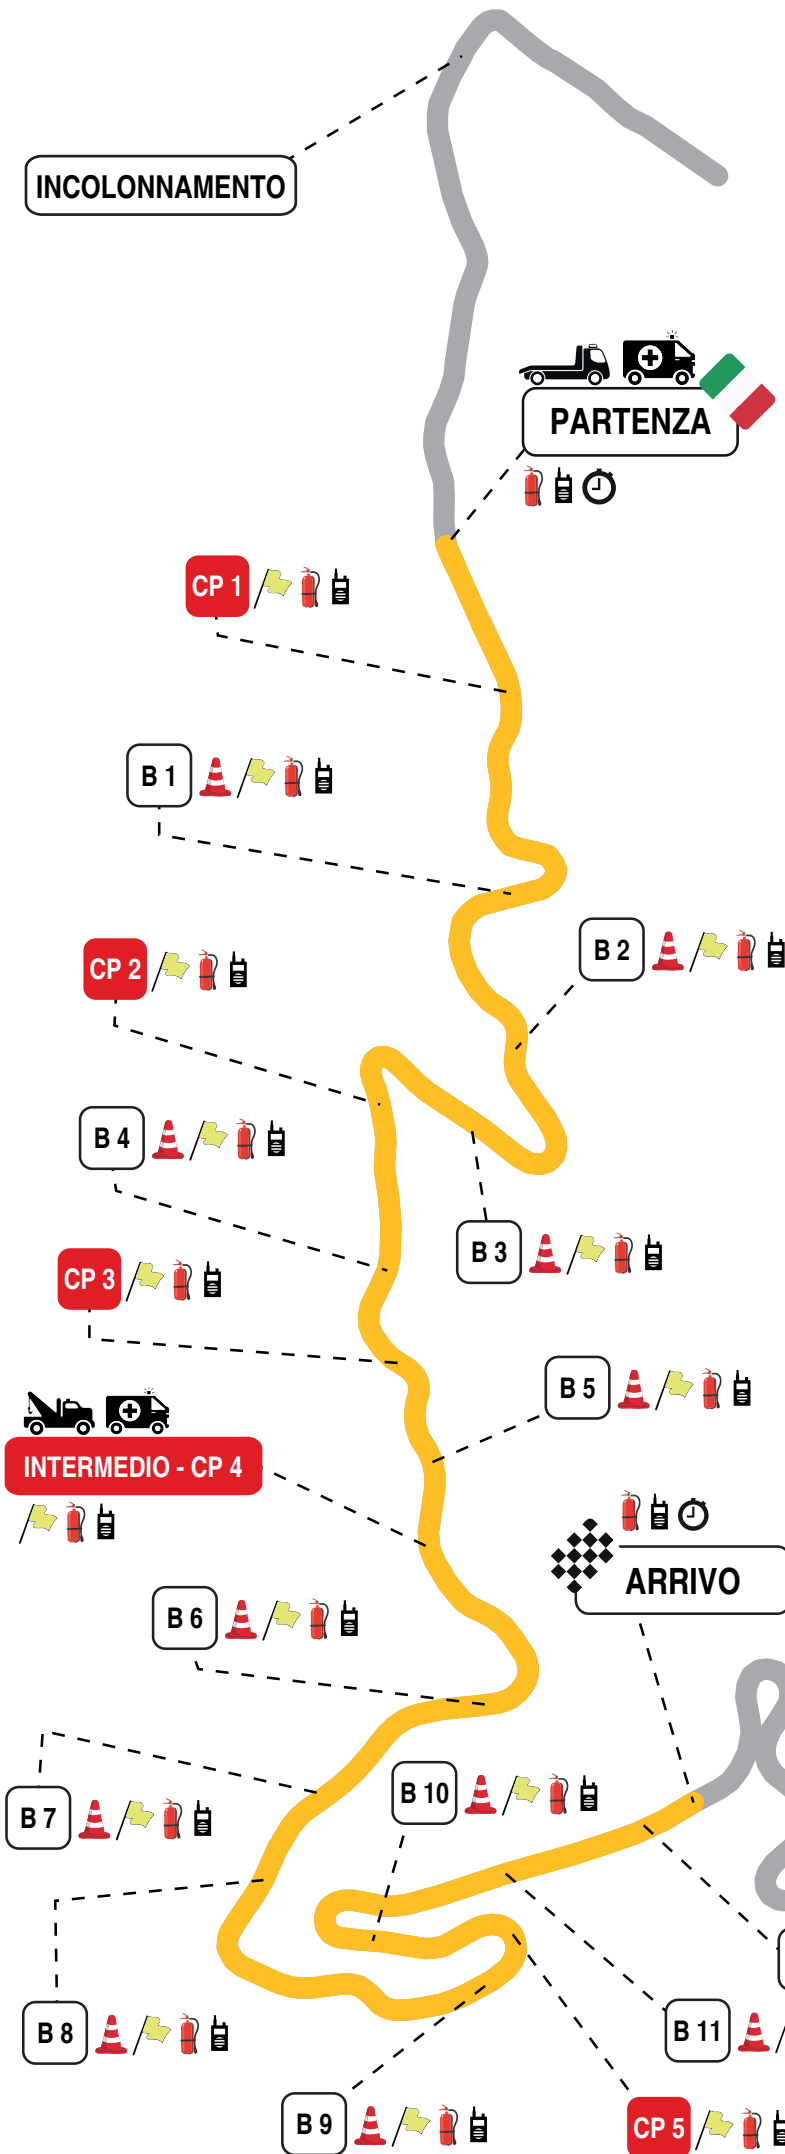 INCOLONNAMENTO
PARTENZA
CP 1
B 1
B 2
CP 2
B 4
B 3
CP 3
B 5
INTERMEDIO - CP 4
ARRIVO
B 6
B 10
B 7
B 11
B 8
B 9
CP 5